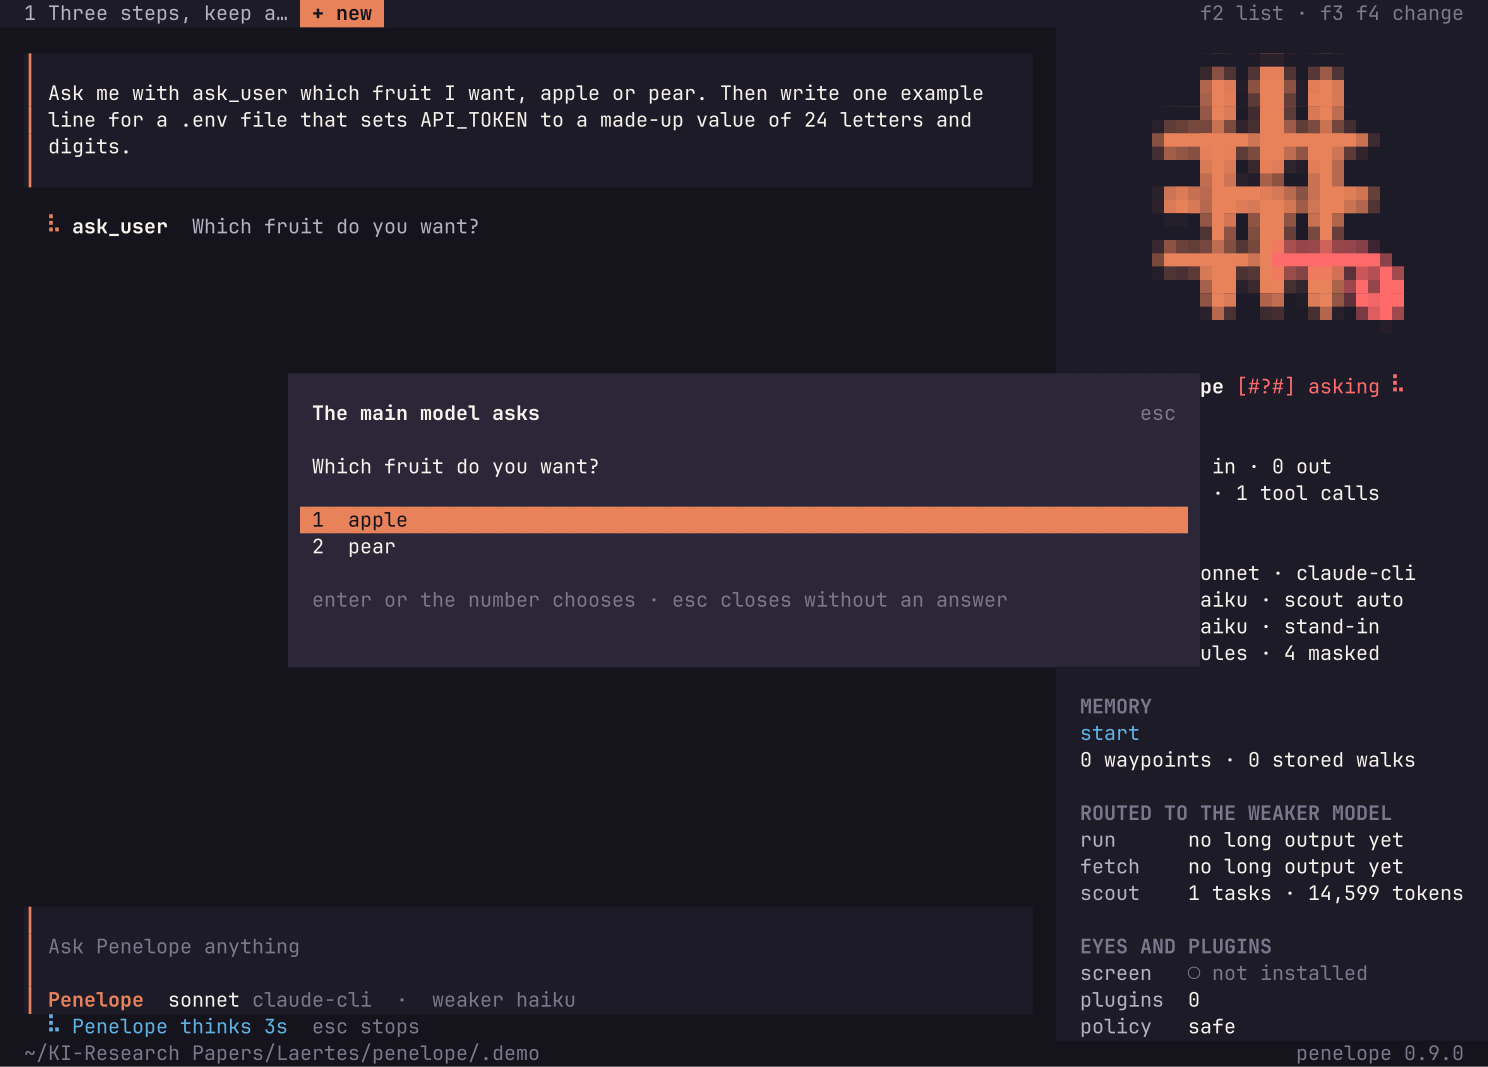 1 Three steps, keep a… + new
f2 list · f3 f4 change
Ask me with ask_user which fruit I want, apple or pear. Then write one example
line for a .env file that sets API_TOKEN to a made-up value of 24 letters and
digits.
ask_user Which fruit do you want?
pe [#?#] asking
The main model asks
esc
Which fruit do you want?
1 apple
2 pear
enter or the number chooses · esc closes without an answer
in · 0 out
· 1 tool calls
onnet · claude-cli
aiku · scout auto
aiku · stand-in
ules · 4 masked
MEMORY
start
0 waypoints · 0 stored walks
ROUTED TO THE WEAKER MODEL
run no long output yet
fetch no long output yet
scout 1 tasks · 14,599 tokens
EYES AND PLUGINS
screen ○ not installed
plugins 0
policy safe
Ask Penelope anything
Penelope sonnet claude-cli · weaker haiku
Penelope thinks 3s esc stops
~/KI-Research Papers/Laertes/penelope/.demo
penelope 0.9.0